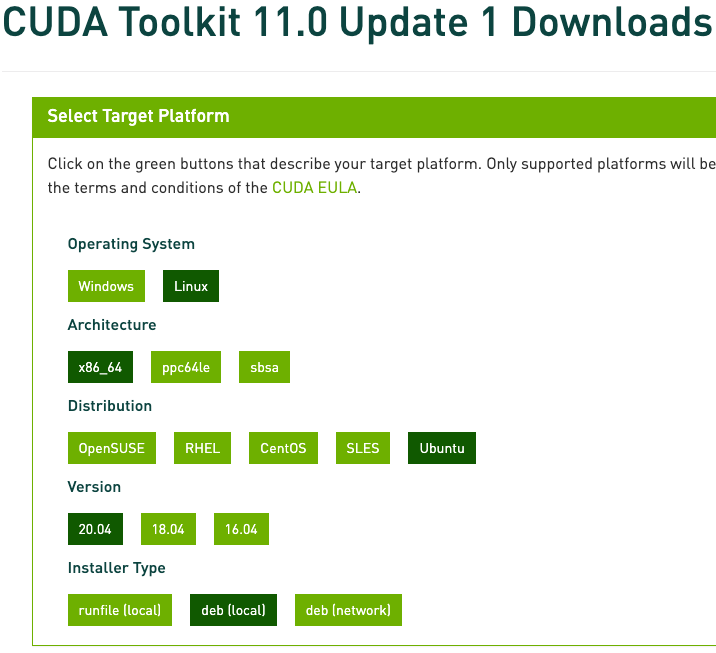 CUDA Toolkit 11.0 Update 1 Downloads
Select Target Platform
Click on the green buttons that describe your target platform. Only supported platforms will be
the terms and conditions of the CUDA EULA.
Operating System
Windows Linux
Architecture
x86_64 ppc64le sbsa
Distribution
OpenSUSE RHEL CentOS SLES Ubuntu
Version
20.04 18.04 16.04
Installer Type
runfile (local) deb (local) deb (network)